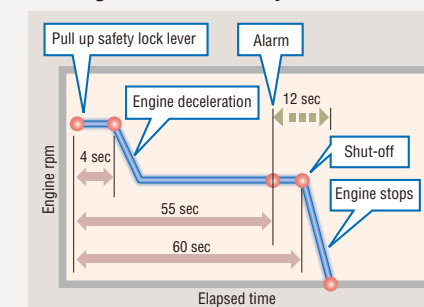 Pull up safety lock lever
Alarm
Engine deceleration
12 sec
4 sec
Shut-off
Engine stops
55 sec
60 sec
Engine rpm
Elapsed time